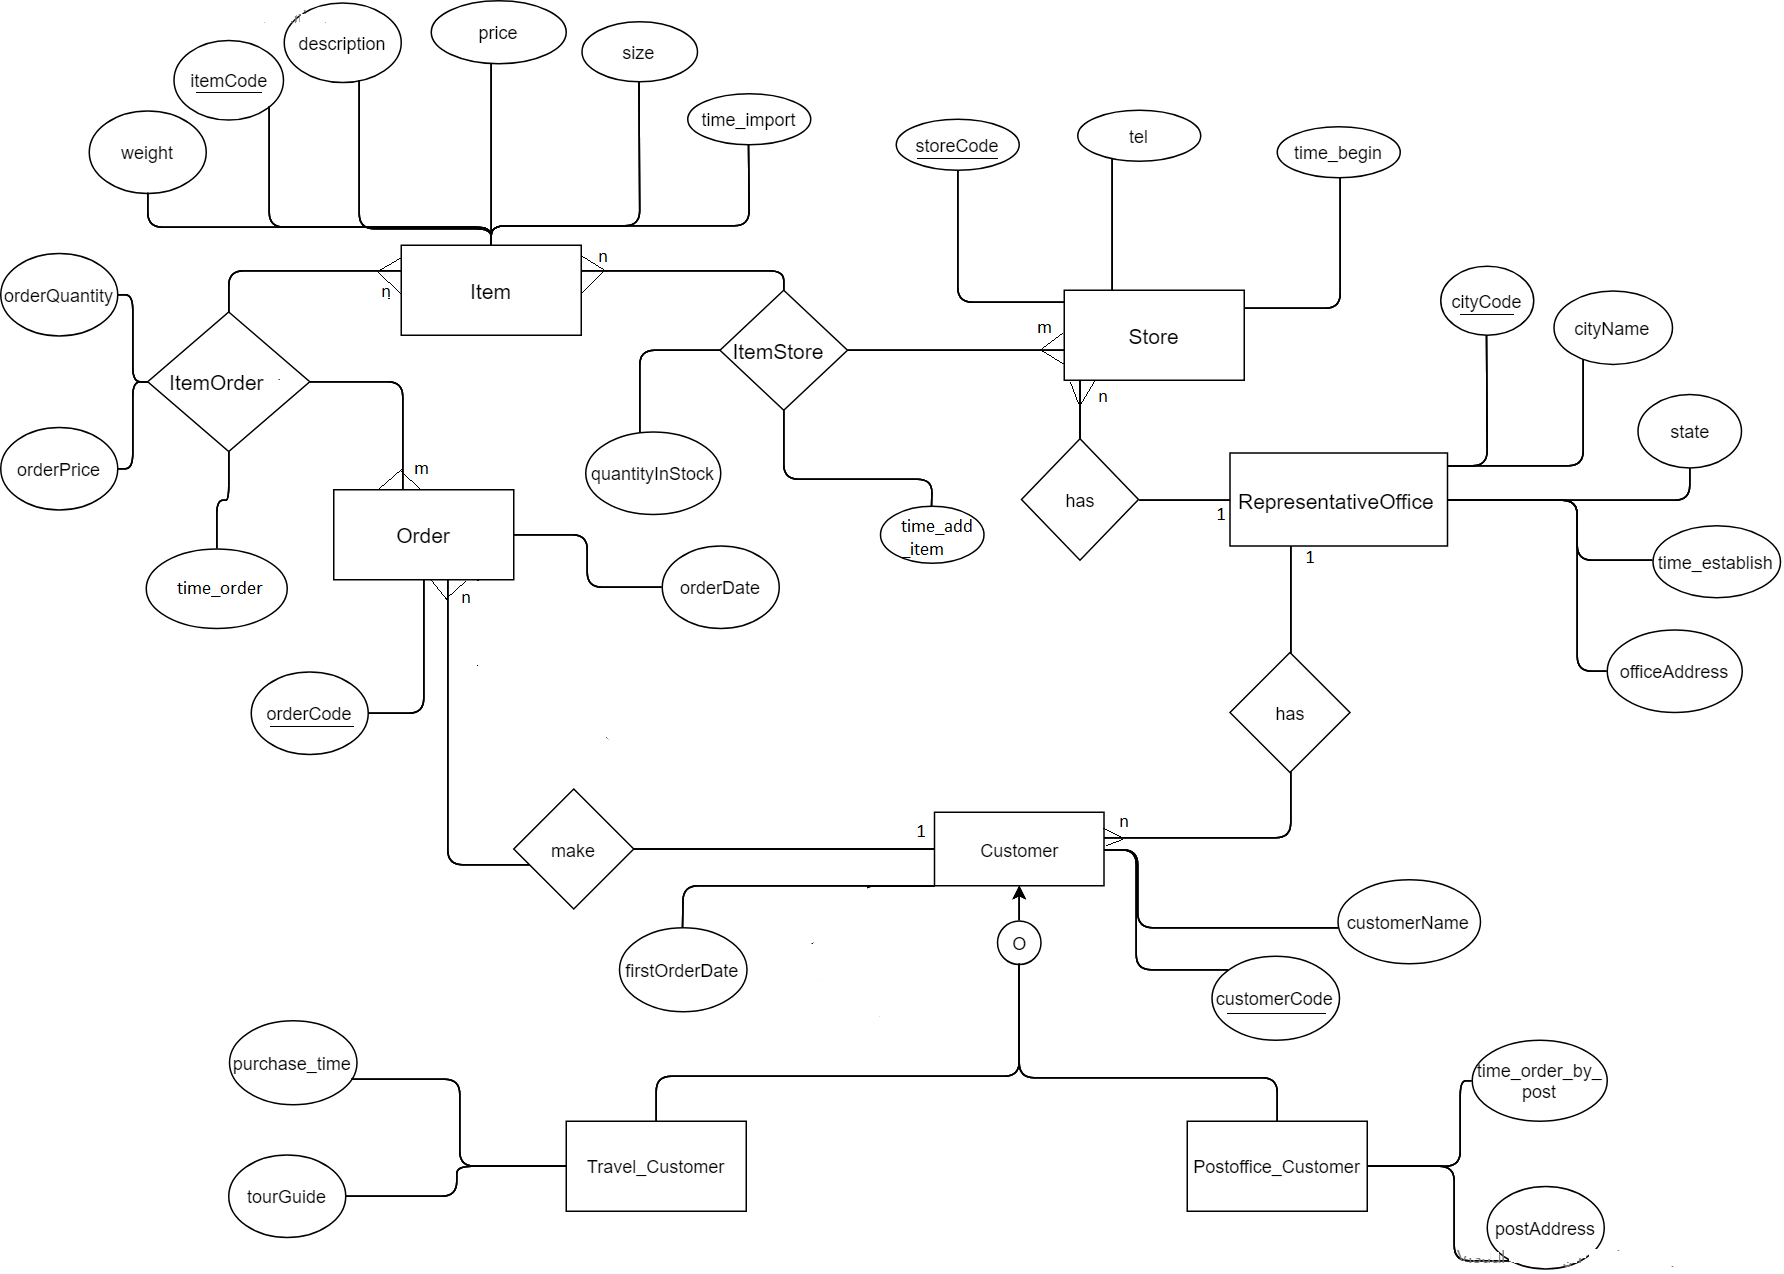 price
description
size
itemCode
time_import
weight
storeCode
tel
time_begin
n
Item
n
orderQuantity
cityCode
cityName
m
Store
ItemStore
ItemOrder
n
state
orderPrice
m
quantityInStock
has
RepresentativeOffice
1
time_add
_item
Order
1
time_establish
time_order
n
orderDate
officeAddress
orderCode
has
n
1
make
Customer
customerName
O
firstOrderDate
customerCode
purchase_time
time_order_by_
post
Travel_Customer
Postoffice_Customer
tourGuide
postAddress